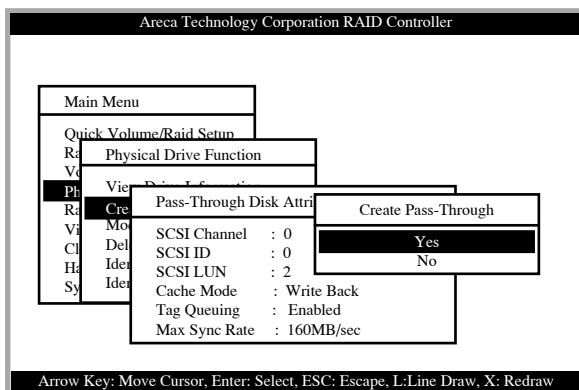 Areca Technology Corporation RAID Controller
Main Menu
Quick Volume/Raid Setup
Physical Drive Function
Pass-Through Disk Attri
SCSI Channel : 0
SCSI ID : 0
SCSI LUN : 2
Cache Mode : Write Back
Tag Queuing : Enabled
Max Sync Rate : 160MB/sec
Create Pass-Through
Yes
No
Arrow Key: Move Cursor, Enter: Select, ESC: Escape, L:Line Draw, X: Redraw